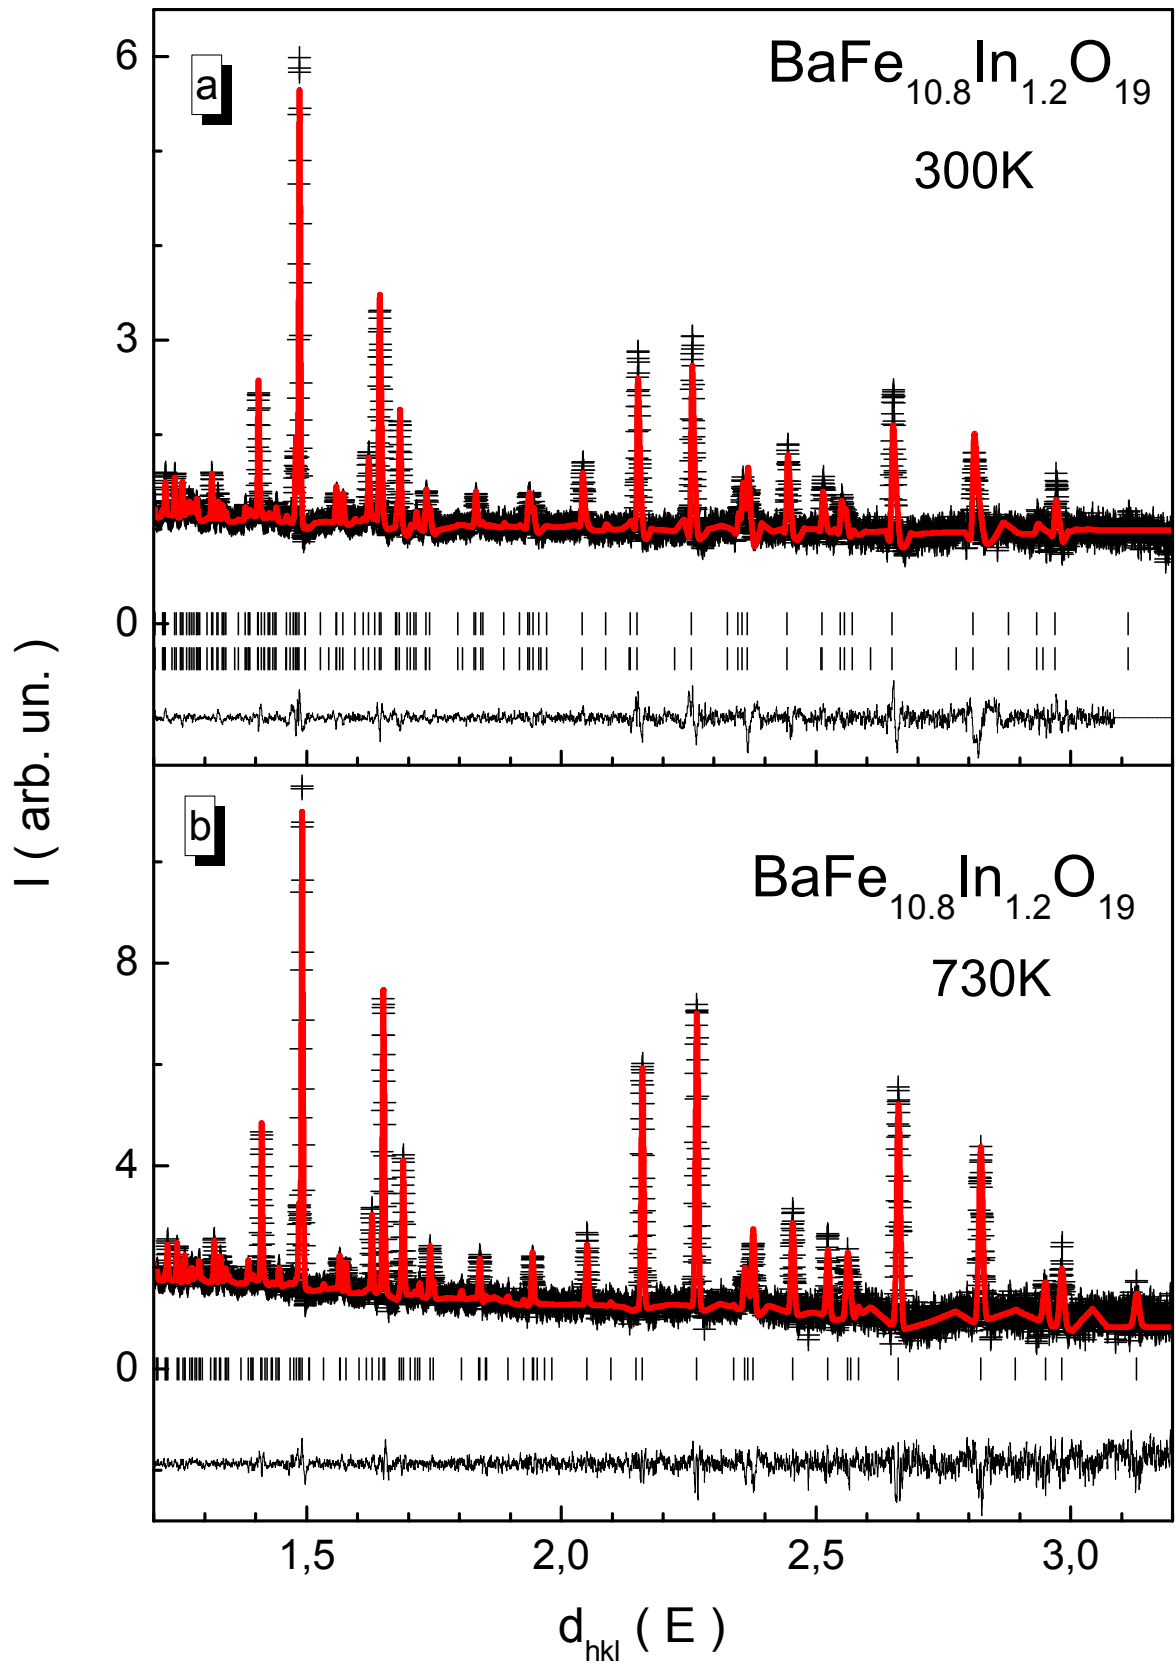 6
a
BaFe10.8In1.2O19
300K
3
0
I ( arb. un. )
b
BaFe10.8In1.2O19
730K
8
4
0
1,5 2,0 2,5 3,0
dhkl ( E )